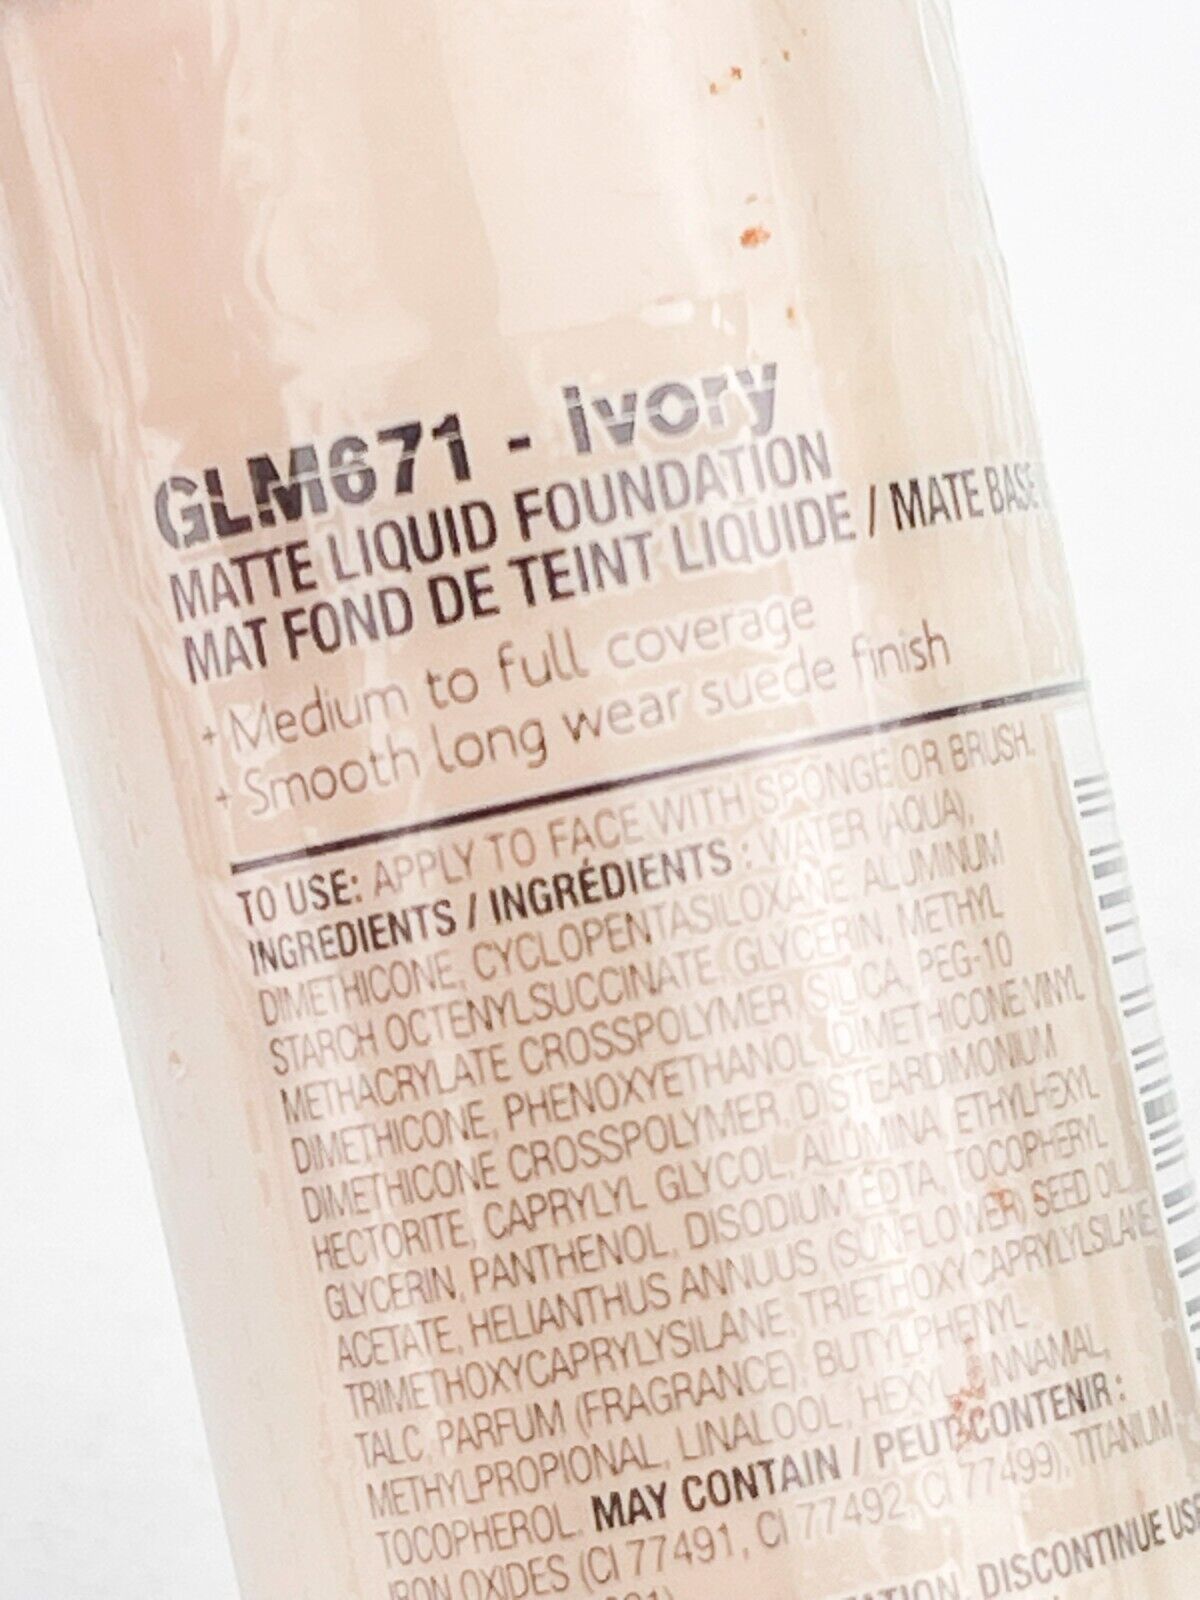 GLM671 - ivory
MATTE LIQUID FOUNDATION
MAT FOND DE TEINT LIQUIDE / MATE BASE
+ Medium to full coverage
+ Smooth long wear suede finish
TO USE: APPLY TO FACE WITH SPONGE OR BRUSH.
INGREDIENTS / INGRÉDIENTS : WATER (AQUA),
DIMETHICONE, CYCLOPENTASILOXANE, ALUMINUM
STARCH OCTENYLSUCCINATE, GLYCERIN, METHYL
METHACRYLATE CROSSPOLYMER, SILICA, PEG-10
DIMETHICONE, PHENOXYETHANOL, DIMETHICONE/VINYL
DIMETHICONE CROSSPOLYMER, DISTEARDIMONIUM
HECTORITE, CAPRYLYL GLYCOL, ALUMINA, ETHYLHEXYL
GLYCERIN, PANTHENOL, DISODIUM EDTA, TOCOPHERYL
ACETATE, HELIANTHUS ANNUUS (SUNFLOWER) SEED OIL,
TRIMETHOXYCAPRYLYSILANE, TRIETHOXYCAPRYLYLSILANE,
TALC, PARFUM (FRAGRANCE), BUTYLPHENYL
METHYLPROPIONAL, LINALOOL, HEXYL CINNAMAL,
TOCOPHEROL. MAY CONTAIN / PEUT CONTENIR :
IRON OXIDES (CI 77491, CI 77492, CI 77499), TITANIUM
DISCONTINUE USE